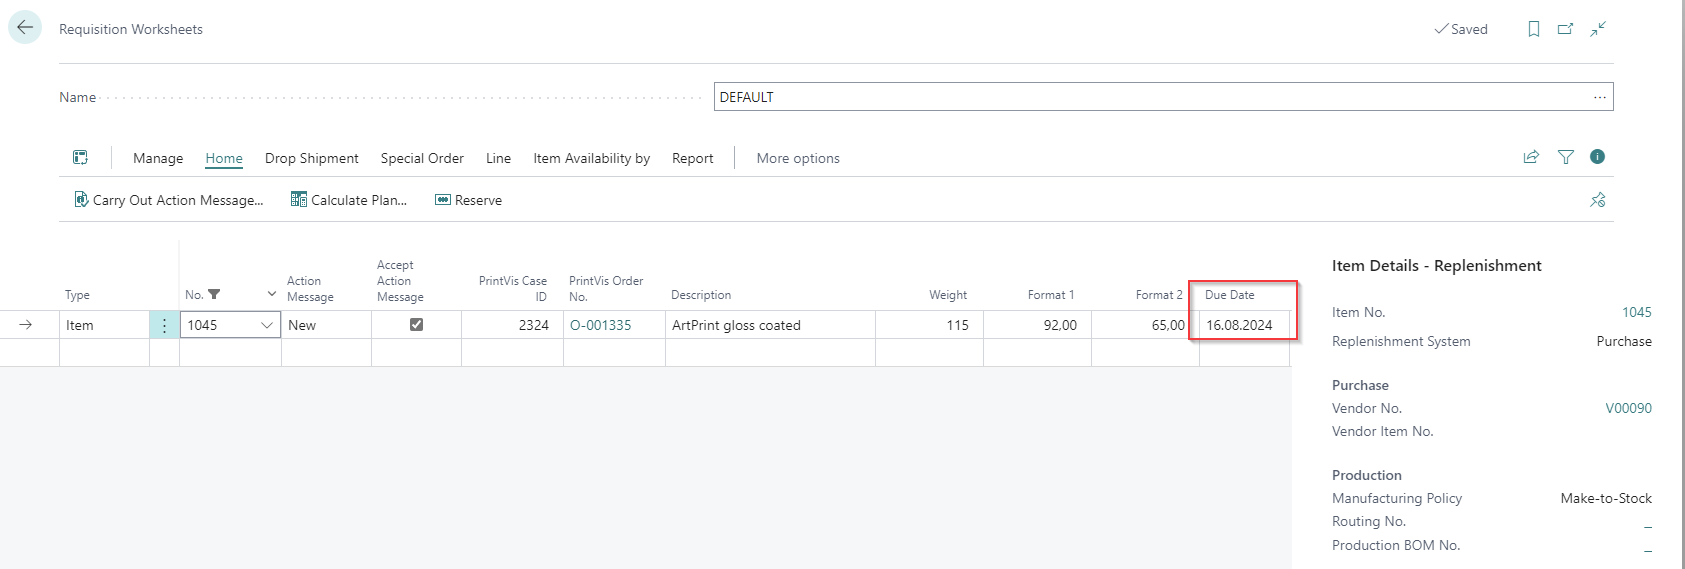 Requisition Worksheets
Saved
Name
DEFAULT
Manage Home Drop Shipment Special Order Line Item Availability by Report More options
Carry Out Action Message... Calculate Plan... Reserve
Type No. Action Message Accept Action Message PrintVis Case ID PrintVis Order No. Description Weight Format 1 Format 2 Due Date
Item 1045 New 2324 O-001335 ArtPrint gloss coated 115 92,00 65,00 16.08.2024
Item Details - Replenishment
Item No. 1045
Replenishment System Purchase
Purchase
Vendor No. V00090
Vendor Item No.
Production
Manufacturing Policy Make-to-Stock
Routing No. _
Production BOM No. _